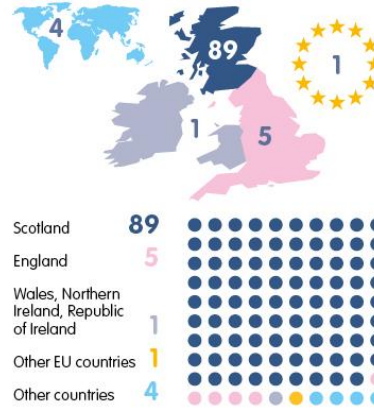 4
89
1
1
5
Scotland 89
England 5
Wales, Northern
Ireland, Republic
of Ireland 1
Other EU countries 1
Other countries 4